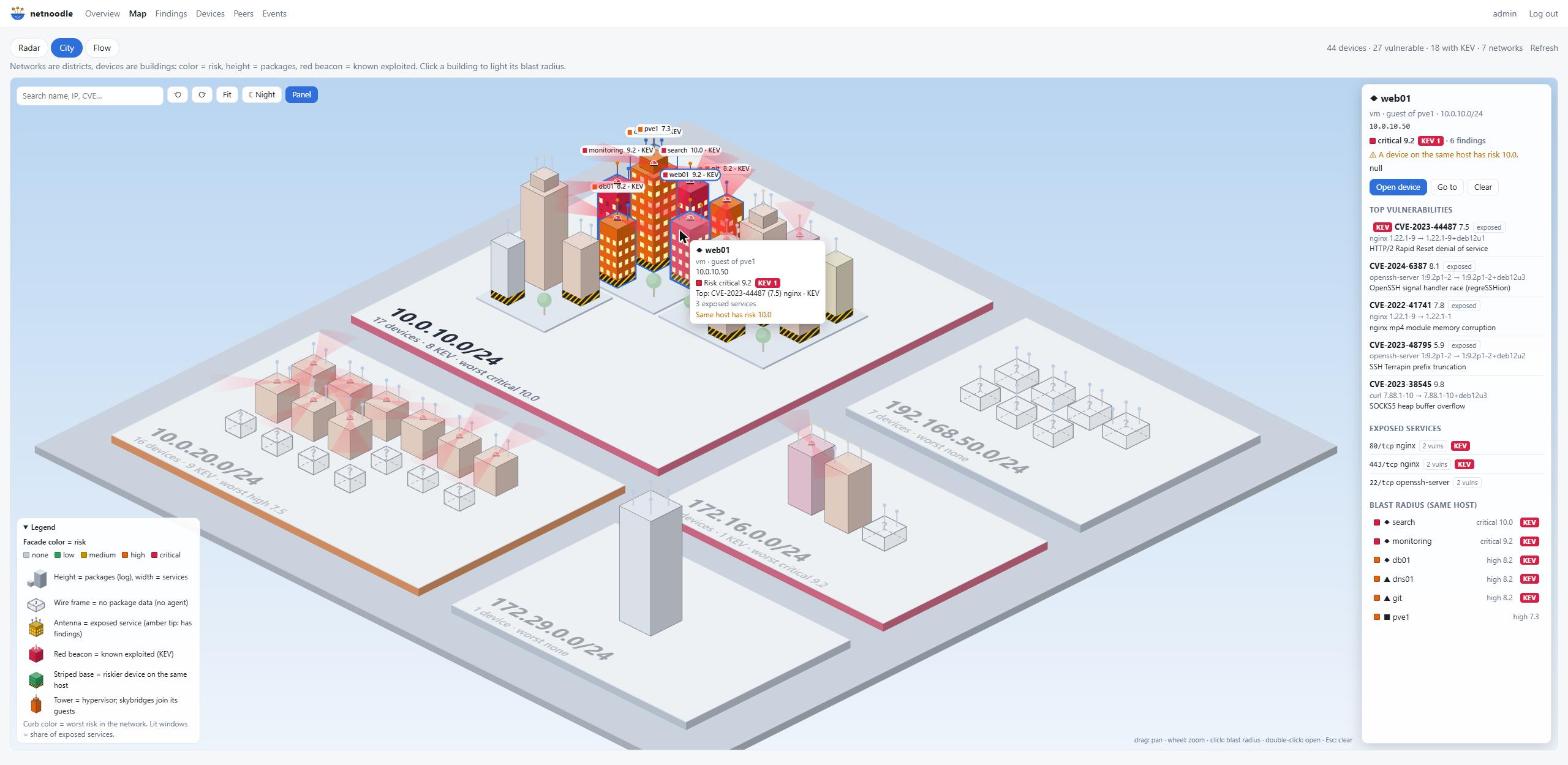 netnoodle Overview Map Findings Devices Peers Events admin Log out
Radar City Flow
44 devices · 27 vulnerable · 18 with KEV · 7 networks Refresh
Networks are districts, devices are buildings: color = risk, height = packages, red beacon = known exploited. Click a building to light its blast radius.
Search name, IP, CVE...
Fit
Night
Panel
pve1 7.3
KEV
monitoring 9.2 · KEV
search 10.0 · KEV
8.2 · KEV
web01 9.2 · KEV
db01 8.2 · KEV
web01
vm · guest of pve1
10.0.10.50
Risk critical 9.2 KEV 1
Top: CVE-2023-44487 (7.5) nginx · KEV
3 exposed services
Same host has risk 10.0
10.0.10.0/24
17 devices · 8 KEV · worst critical 10.0
10.0.20.0/24
16 devices · 9 KEV · worst high 7.5
192.168.50.0/24
7 devices · worst none
172.16.0.0/24
devices · 1 KEV · worst critical 9.2
172.29.0.0/24
1 device · worst none
▼ Legend
Facade color = risk
none low medium high critical
Height = packages (log), width = services
Wire frame = no package data (no agent)
Antenna = exposed service (amber tip: has
findings)
Red beacon = known exploited (KEV)
Striped base = riskier device on the same
host
Tower = hypervisor; skybridges join its
guests
Curb color = worst risk in the network. Lit windows
= share of exposed services.
drag: pan · wheel: zoom · click: blast radius · double-click: open · Esc: clear
◆ web01
vm · guest of pve1 · 10.0.10.0/24
10.0.10.50
critical 9.2 KEV 1 · 6 findings
⚠ A device on the same host has risk 10.0.
null
Open device Go to Clear
TOP VULNERABILITIES
KEV CVE-2023-44487 7.5 exposed
nginx 1.22.1-9 → 1.22.1-9+deb12u1
HTTP/2 Rapid Reset denial of service
CVE-2024-6387 8.1 exposed
openssh-server 1:9.2p1-2 → 1:9.2p1-2+deb12u3
OpenSSH signal handler race (regreSSHion)
CVE-2022-41741 7.8 exposed
nginx 1.22.1-9 → 1.22.1-1
nginx mp4 module memory corruption
CVE-2023-48795 5.9 exposed
openssh-server 1:9.2p1-2 → 1:9.2p1-2+deb12u2
SSH Terrapin prefix truncation
CVE-2023-38545 9.8
curl 7.88.1-10 → 7.88.1-10+deb12u3
SOCKS5 heap buffer overflow
EXPOSED SERVICES
80/tcp nginx 2 vulns KEV
443/tcp nginx 2 vulns KEV
22/tcp openssh-server 2 vulns
BLAST RADIUS (SAME HOST)
◆ search critical 10.0 KEV
◆ monitoring critical 9.2 KEV
◆ db01 high 8.2 KEV
▲ dns01 high 8.2 KEV
▲ git high 8.2 KEV
■ pve1 high 7.3